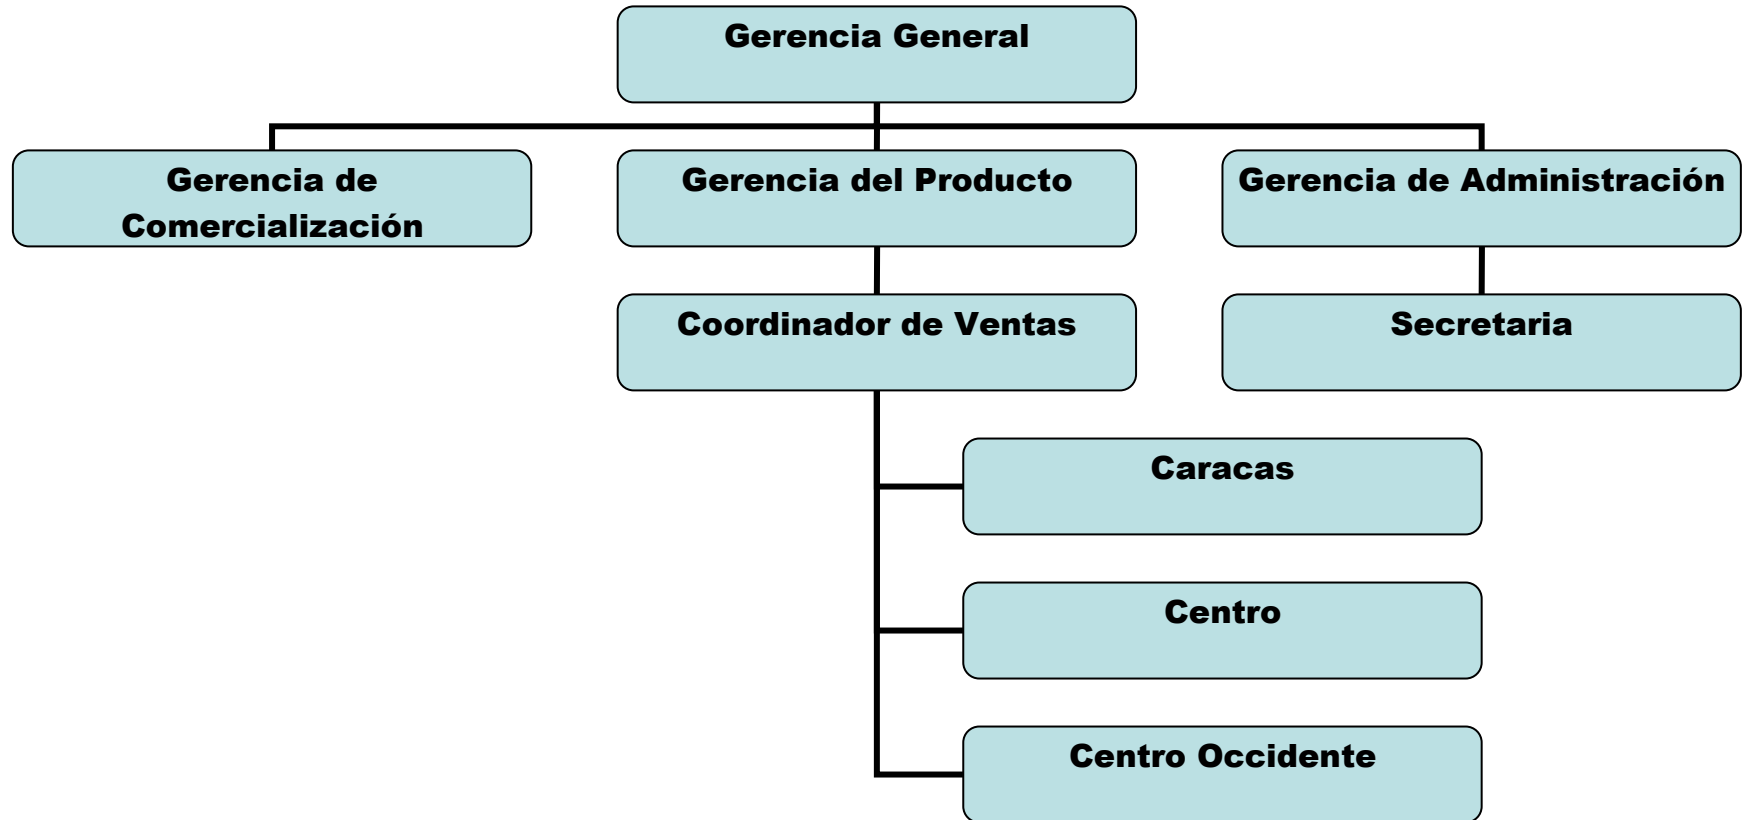 Gerencia General
Gerencia de
Comercialización
Gerencia del Producto
Gerencia de Administración
Coordinador de Ventas
Secretaria
Caracas
Centro
Centro Occidente